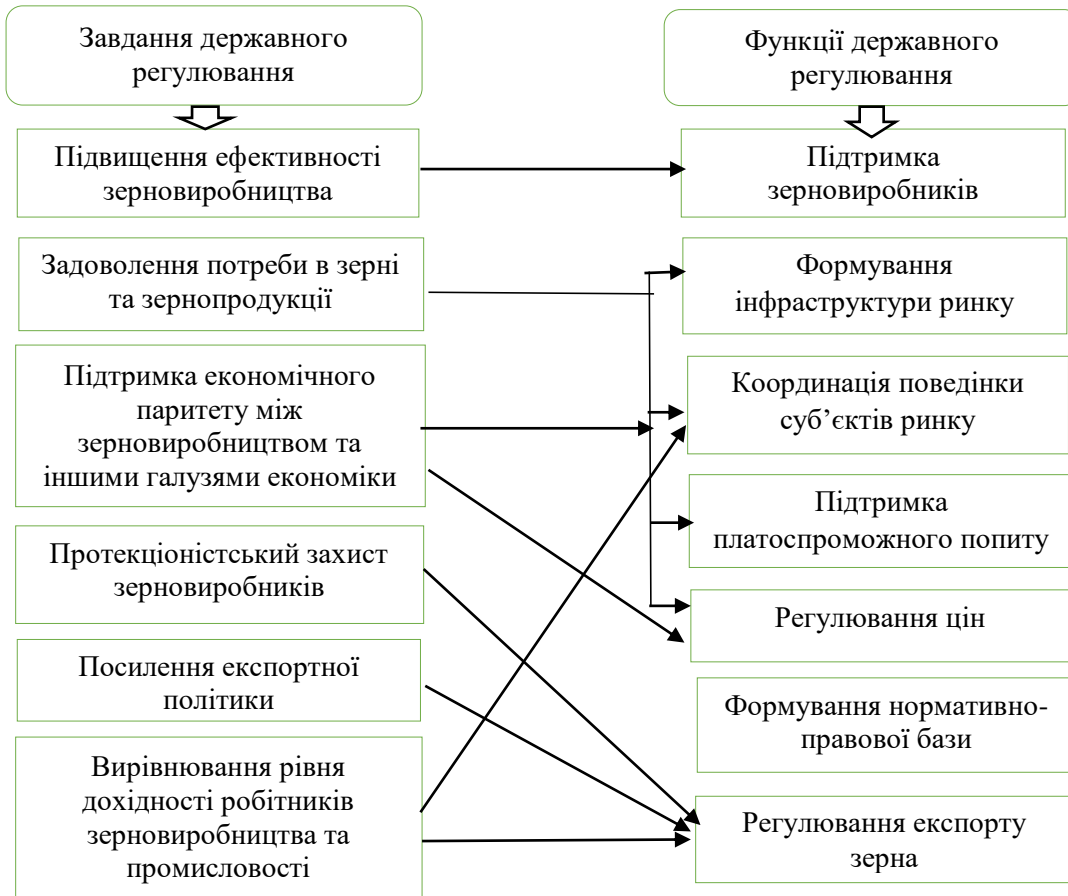 Завдання державного
регулювання
Підвищення ефективності
зерновиробництва
Задоволення потреби в зерні
та зернопродукції
Підтримка економічного
паритету між
зерновиробництвом та
іншими галузями економіки
Протекціоністський захист
зерновиробників
Посилення експортної
політики
Вирівнювання рівня
дохідності робітників
зерновиробництва та
промисловості
Функції державного
регулювання
Підтримка
зерновиробників
Формування
інфраструктури ринку
Координація поведінки
суб’єктів ринку
Підтримка
платоспроможного попиту
Регулювання цін
Формування нормативно-
правової бази
Регулювання експорту
зерна